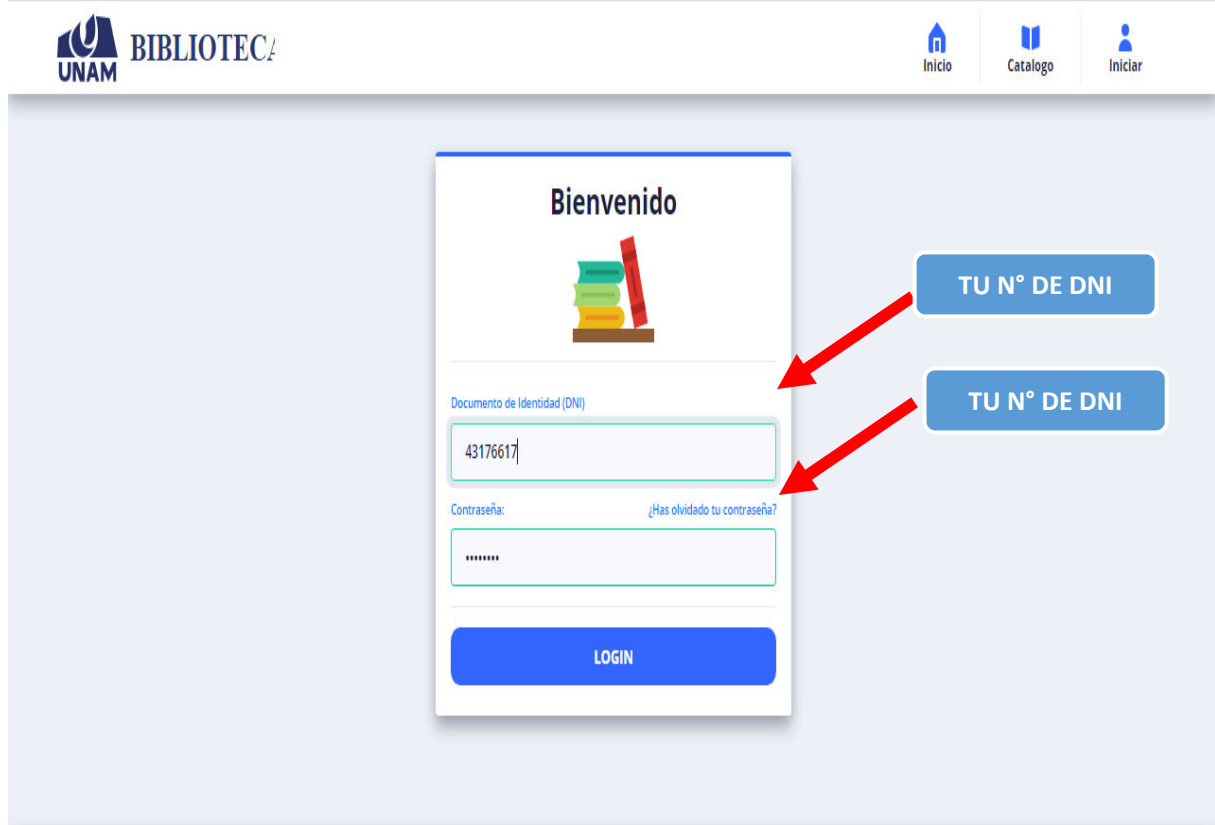 UNAM
BIBLIOTECA
Inicio
Catalogo
Iniciar
Bienvenido
TU N° DE DNI
Documento de Identidad (DNI)
TU N° DE DNI
43176617
Contraseña:
¿Has olvidado tu contraseña?
••••••••
LOGIN